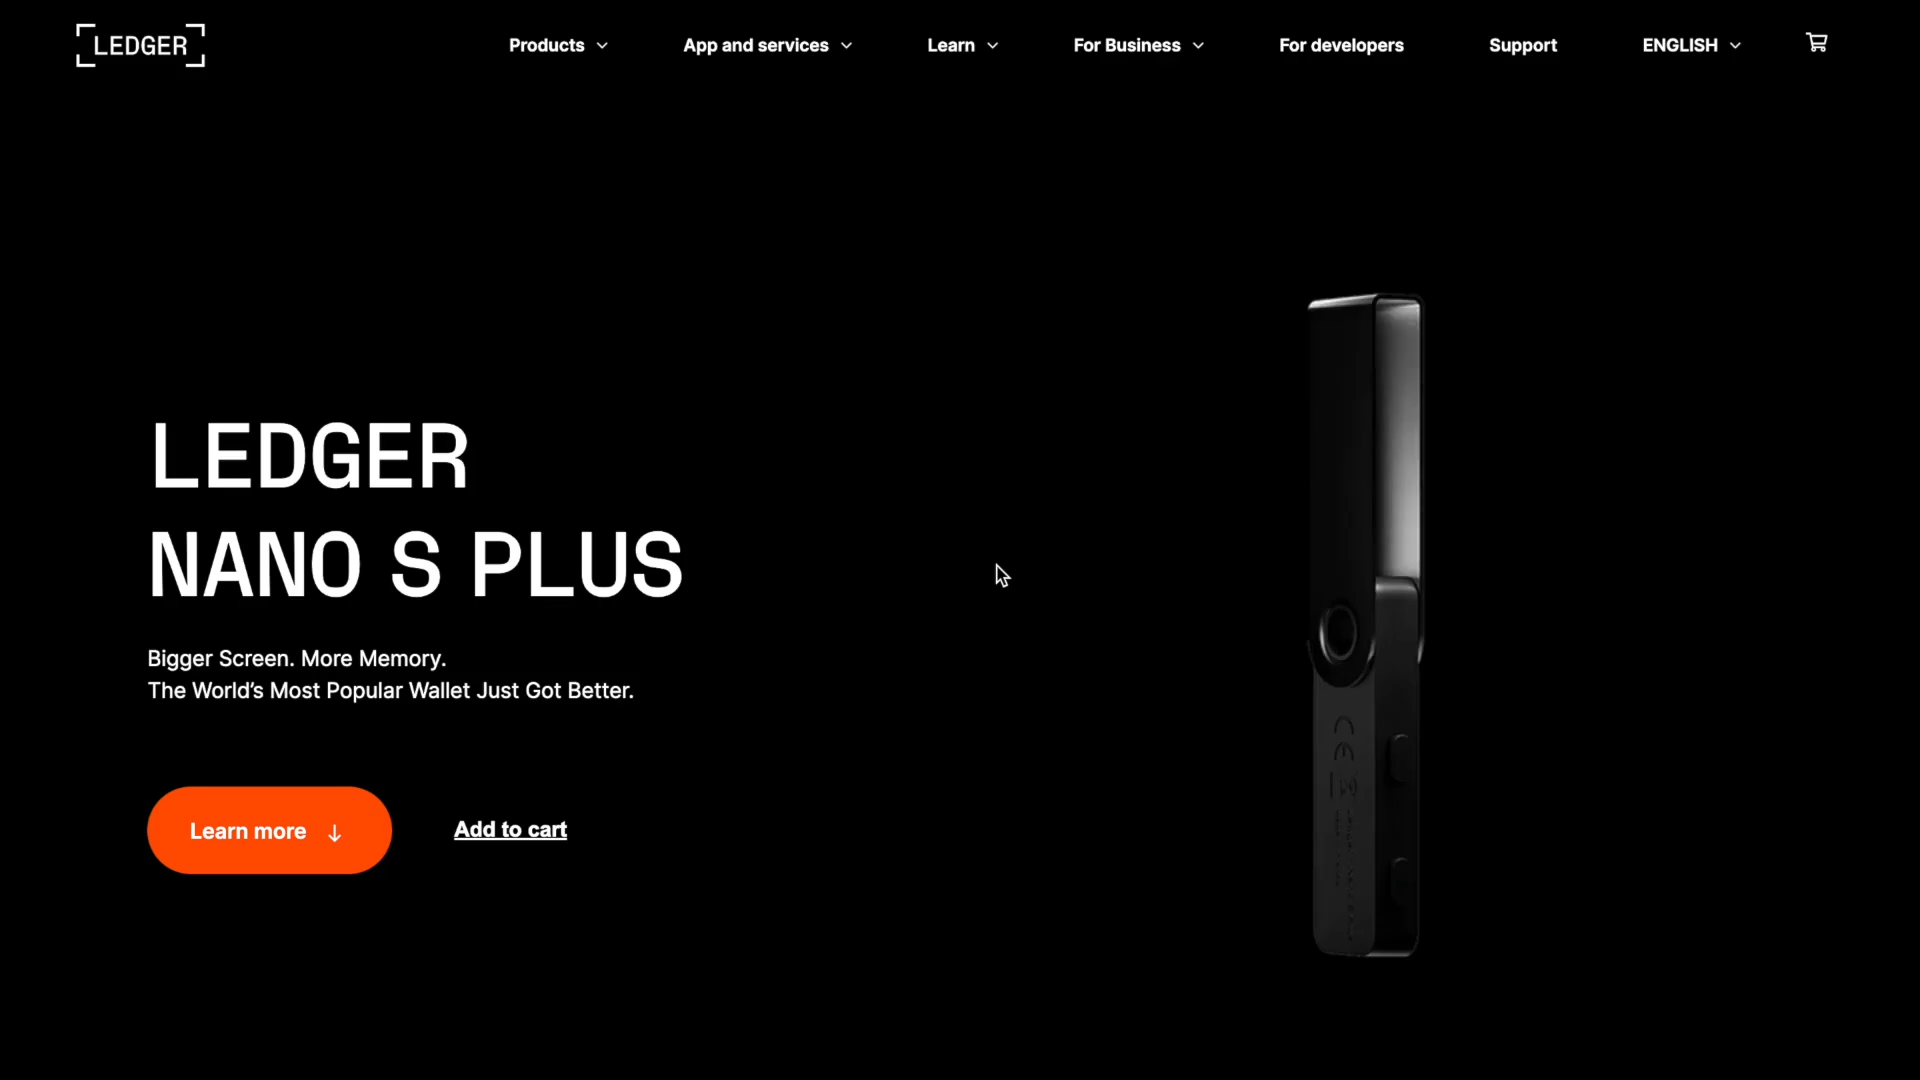 LEDGER
Products
App and services
Learn
For Business
For developers
Support
ENGLISH
LEDGER
NANO S PLUS
Bigger Screen. More Memory.
The World's Most Popular Wallet Just Got Better.
Learn more
Add to cart
CE